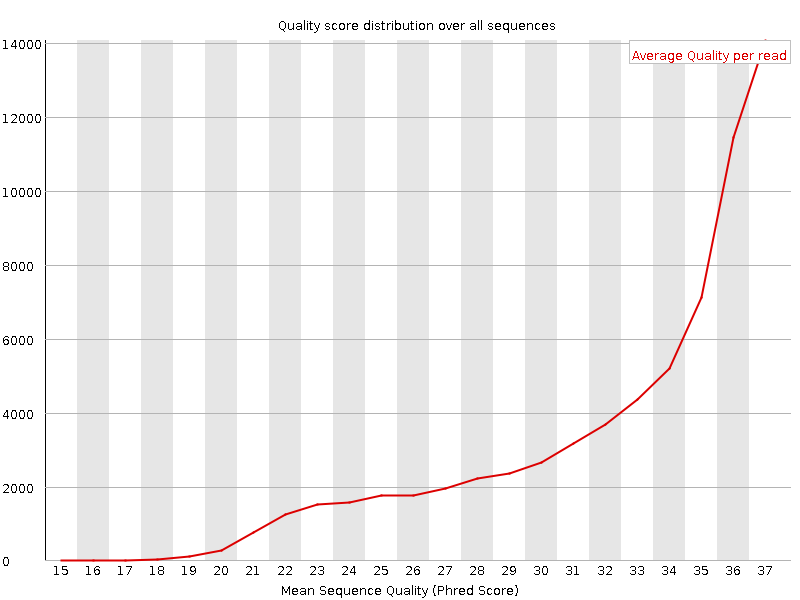 Quality score distribution over all sequences
14000
Average Quality per read
12000
10000
8000
6000
4000
2000
0
15 16 17 18 19 20 21 22 23 24 25 26 27 28 29 30 31 32 33 34 35 36 37
Mean Sequence Quality (Phred Score)